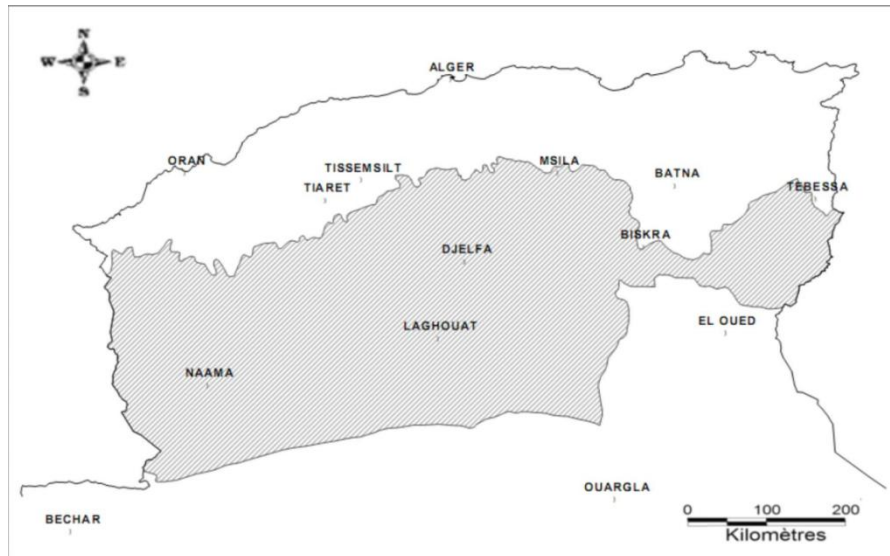 N
W E
S
ALGER
ORAN
TISSEMSILT
MSILA
TIARET
BATNA
TEBESSA
BISKRA
DJELFA
EL OUED
LAGHOUAT
NAAMA
OUARGLA
BECHAR
0 100 200
Kilomètres